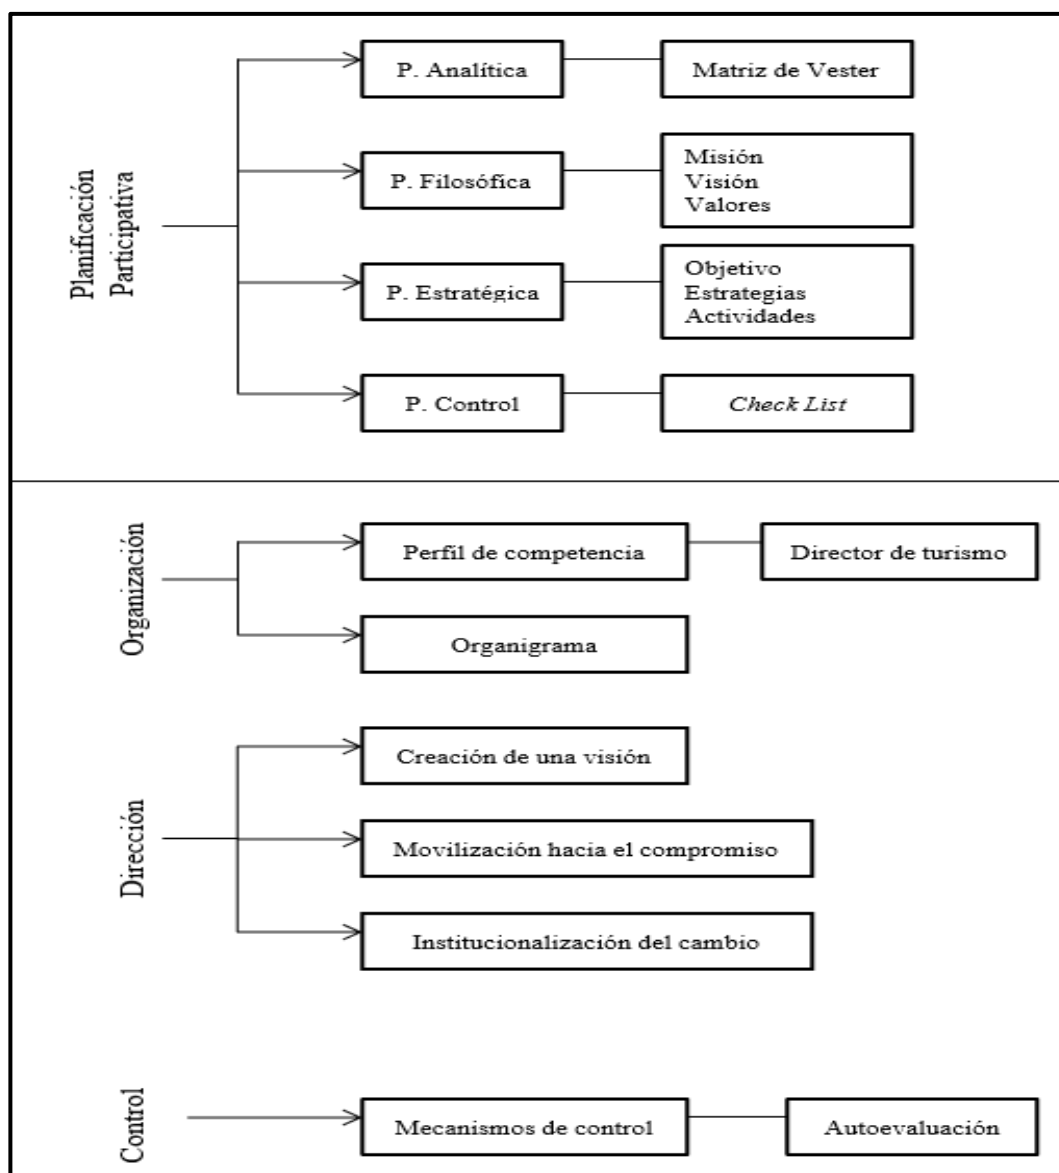 Planificación
Participativa
P. Analítica
Matriz de Vester
P. Filosófica
Misión
Visión
Valores
P. Estratégica
Objetivo
Estrategias
Actividades
P. Control
Check List
Organización
Perfil de competencia
Director de turismo
Organigrama
Dirección
Creación de una visión
Movilización hacia el compromiso
Institucionalización del cambio
Control
Mecanismos de control
Autoevaluación